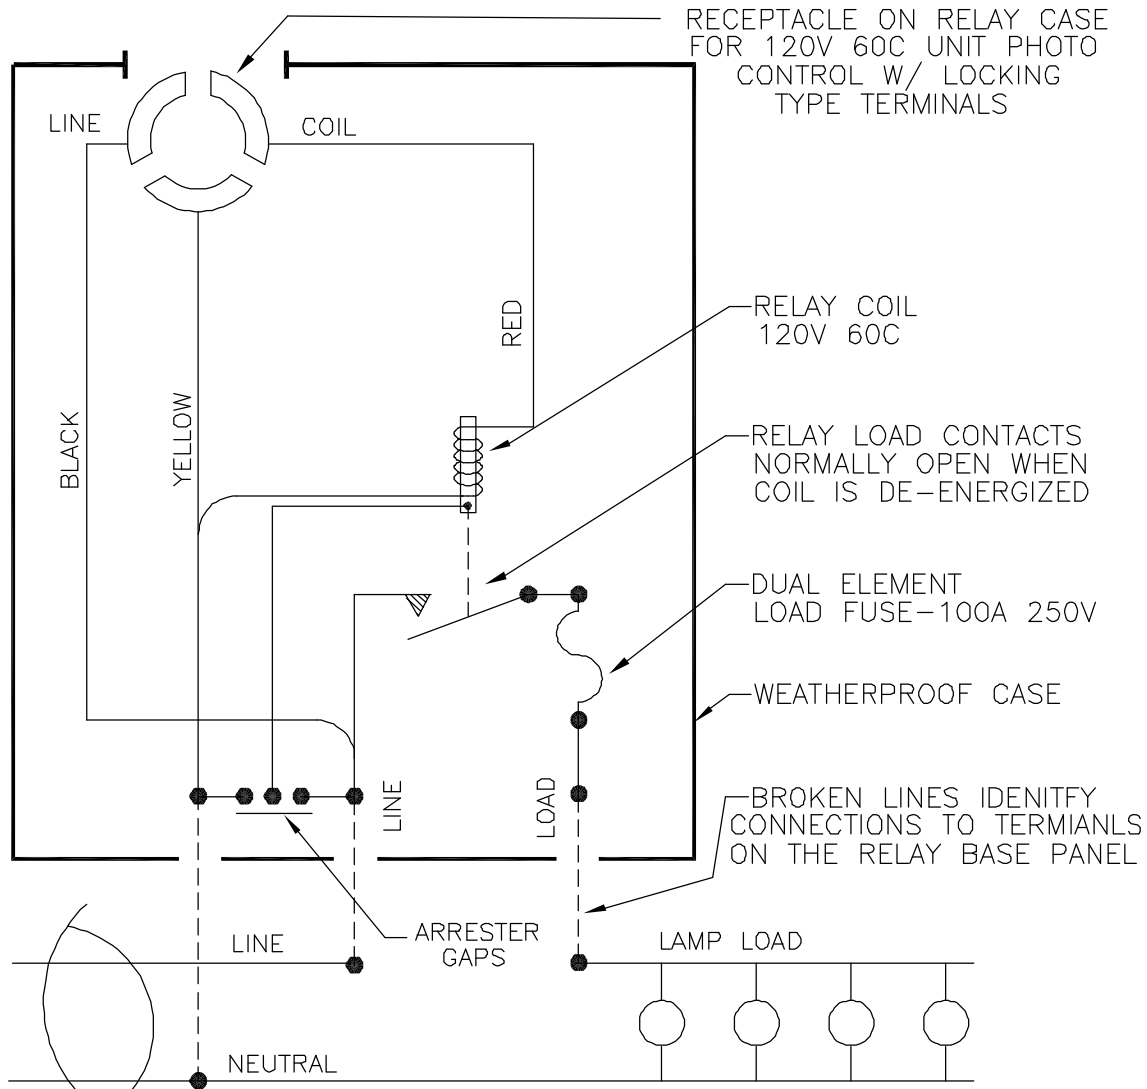 RECEPTACLE ON RELAY CASE
FOR 120V 60C UNIT PHOTO
CONTROL W/ LOCKING
TYPE TERMINALS
LINE
COIL
RED
RELAY COIL
120V 60C
BLACK
YELLOW
RELAY LOAD CONTACTS
NORMALLY OPEN WHEN
COIL IS DE-ENERGIZED
DUAL ELEMENT
LOAD FUSE-100A 250V
WEATHERPROOF CASE
LINE
LOAD
BROKEN LINES IDENITFY
CONNECTIONS TO TERMIANLS
ON THE RELAY BASE PANEL
ARRESTER
GAPS
LINE
LAMP LOAD
NEUTRAL